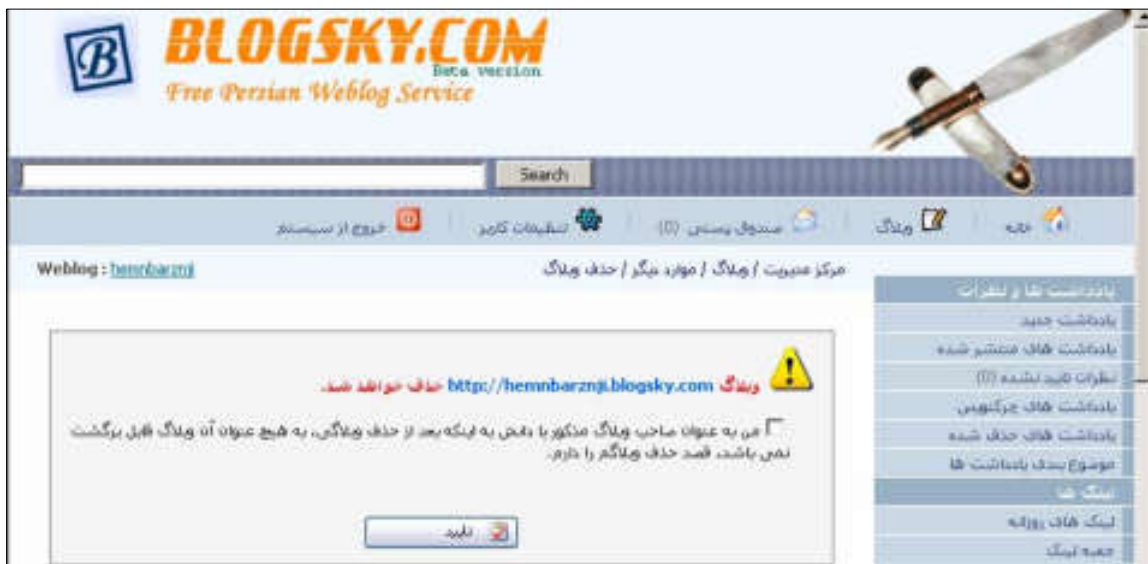 B
BLOGSKY.COM
Beta version
Free Persian Weblog Service
Search
خانه
وبلاگ
صندوق پستی (0)
تنظیمات کاربر
خروج از سیستم
مرکز مدیریت / وبلاگ / موارد دیگر / حذف وبلاگ
Weblog : hemnbarznji
یادداشت ها و نظرات
یادداشت جدید
یادداشت های منتشر شده
نظرات تایید نشده (0)
یادداشت های چرکنویس
یادداشت های حذف شده
موضوع بندی یادداشت ها
لینک ها
لینک های روزانه
جعبه لینک
وبلاگ http://hemnbarznji.blogsky.com حذف خواهد شد.
من به عنوان صاحب وبلاگ مذکور با دانش به اینکه بعد از حذف وبلاگی، به هیچ عنوان آن وبلاگ قابل برگشت
نمی باشد، قصد حذف وبلاگم را دارم.
تایید